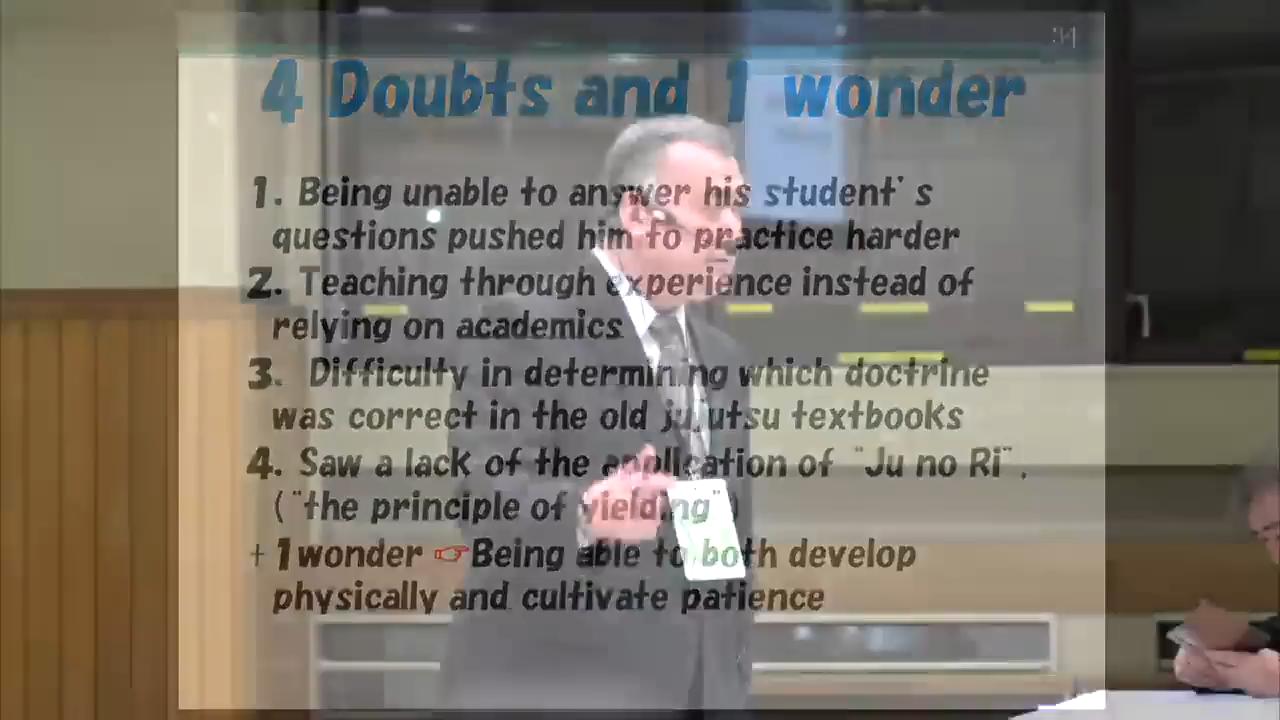 34
4 Doubts and 1 wonder
1. Being unable to answer his student's
questions pushed him to practice harder
2. Teaching through experience instead of
relying on academics
3. Difficulty in determining which doctrine
was correct in the old jujutsu textbooks
4. Saw a lack of the application of "Ju no Ri".
("the principle of yielding")
+ 1 wonder ☞ Being able to both develop
physically and cultivate patience